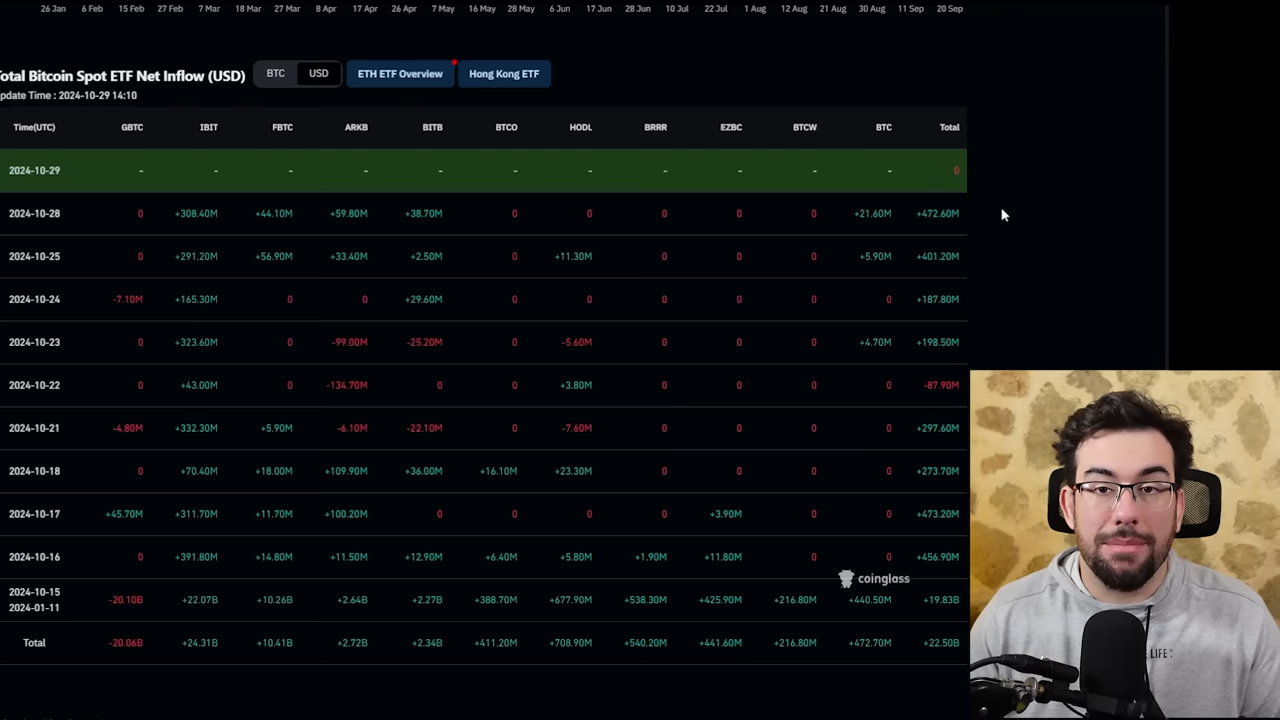 26 Jan 6 Feb 15 Feb 27 Feb 7 Mar 18 Mar 27 Mar 8 Apr 17 Apr 26 Apr 7 May 16 May 28 May 6 Jun 17 Jun 28 Jun 10 Jul 22 Jul 1 Aug 12 Aug 21 Aug 30 Aug 11 Sep 20 Sep
otal Bitcoin Spot ETF Net Inflow (USD) BTC USD ETH ETF Overview Hong Kong ETF
pdate Time : 2024-10-29 14:10
Time(UTC) GBTC IBIT FBTC ARKB BITB BTCO HODL BRRR EZBC BTCW BTC Total
2024-10-29 - - - - - - - - - - - 0
2024-10-28 0 +308.40M +44.10M +59.80M +38.70M 0 0 0 0 0 +21.60M +472.60M
2024-10-25 0 +291.20M +56.90M +33.40M +2.50M 0 +11.30M 0 0 0 +5.90M +401.20M
2024-10-24 -7.10M +165.30M 0 0 +29.60M 0 0 0 0 0 0 +187.80M
2024-10-23 0 +323.60M 0 -99.00M -25.20M 0 -5.60M 0 0 0 +4.70M +198.50M
2024-10-22 0 +43.00M 0 -134.70M 0 0 +3.80M 0 0 0 0 -87.90M
2024-10-21 -4.80M +332.30M +5.90M -6.10M -22.10M 0 -7.60M 0 0 0 0 +297.60M
2024-10-18 0 +70.40M +18.00M +109.90M +36.00M +16.10M +23.30M 0 0 0 0 +273.70M
2024-10-17 +45.70M +311.70M +11.70M +100.20M 0 0 0 0 +3.90M 0 0 +473.20M
2024-10-16 0 +391.80M +14.80M +11.50M +12.90M +6.40M +5.80M +1.90M +11.80M 0 0 +456.90M
coinglass
2024-10-15
2024-01-11 -20.10B +22.07B +10.26B +2.64B +2.27B +388.70M +677.90M +538.30M +425.90M +216.80M +440.50M +19.83B
Total -20.06B +24.31B +10.41B +2.72B +2.34B +411.20M +708.90M +540.20M +441.60M +216.80M +472.70M +22.50B
LIFE